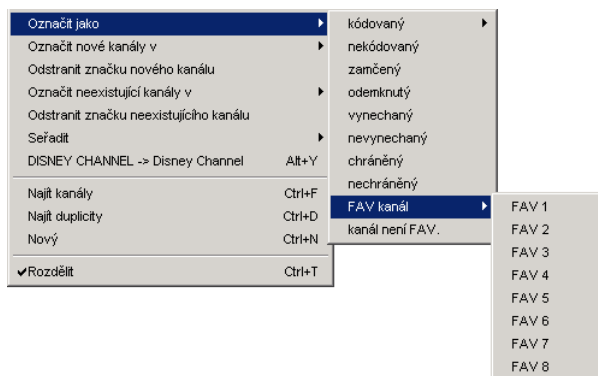 Označit jako
Označit nové kanály v
Odstranit značku nového kanálu
Označit neexistující kanály v
Odstranit značku neexistujícího kanálu
Seřadit
DISNEY CHANNEL -> Disney Channel Alt+Y
Najít kanály Ctrl+F
Najít duplicity Ctrl+D
Nový Ctrl+N
Rozdělit Ctrl+T
kódovaný
nekódovaný
zamčený
odemknutý
vynechaný
nevynechaný
chráněný
nechráněný
FAV kanál
kanál není FAV.
FAV 1
FAV 2
FAV 3
FAV 4
FAV 5
FAV 6
FAV 7
FAV 8